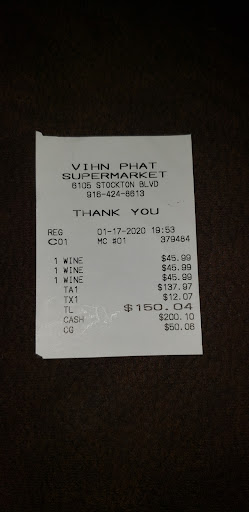 VIHN PHAT
SUPERMARKET
6105 STOCKTON BLVD
916-424-8613
THANK YOU
REG 01-17-2020 19:53
C01 MC #01 379484
1 WINE $45.99
1 WINE $45.99
1 WINE $45.99
TA1 $137.97
TX1 $12.07
TL $150.04
CASH $200.10
CG $50.06